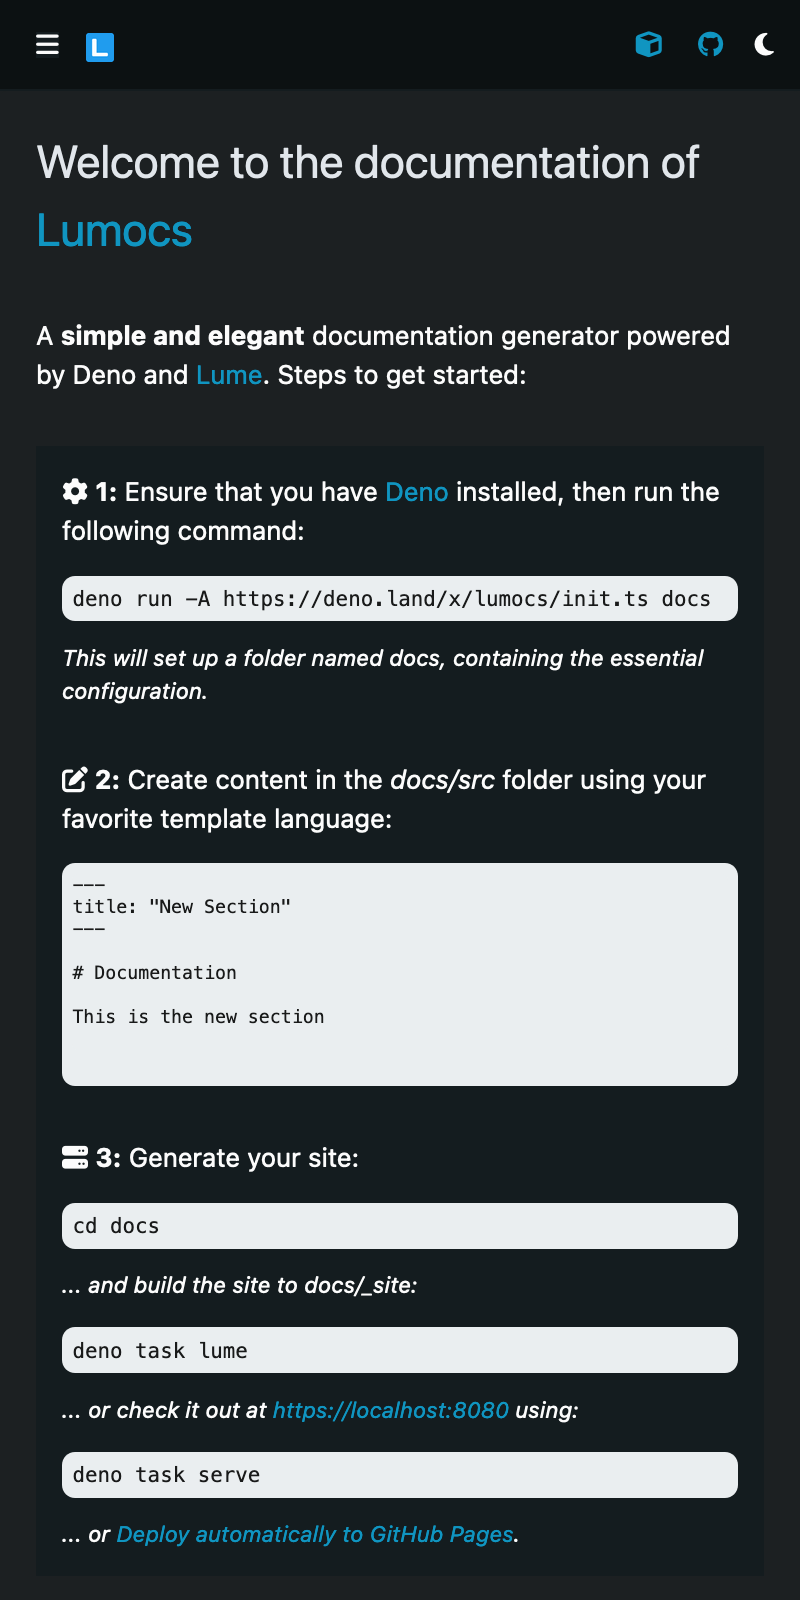 L
Welcome to the documentation of
Lumocs
A simple and elegant documentation generator powered
by Deno and Lume. Steps to get started:
1: Ensure that you have Deno installed, then run the
following command:
deno run -A https://deno.land/x/lumocs/init.ts docs
This will set up a folder named docs, containing the essential
configuration.
2: Create content in the docs/src folder using your
favorite template language:
---
title: "New Section"
---
# Documentation
This is the new section
3: Generate your site:
cd docs
... and build the site to docs/_site:
deno task lume
... or check it out at https://localhost:8080 using:
deno task serve
... or Deploy automatically to GitHub Pages.